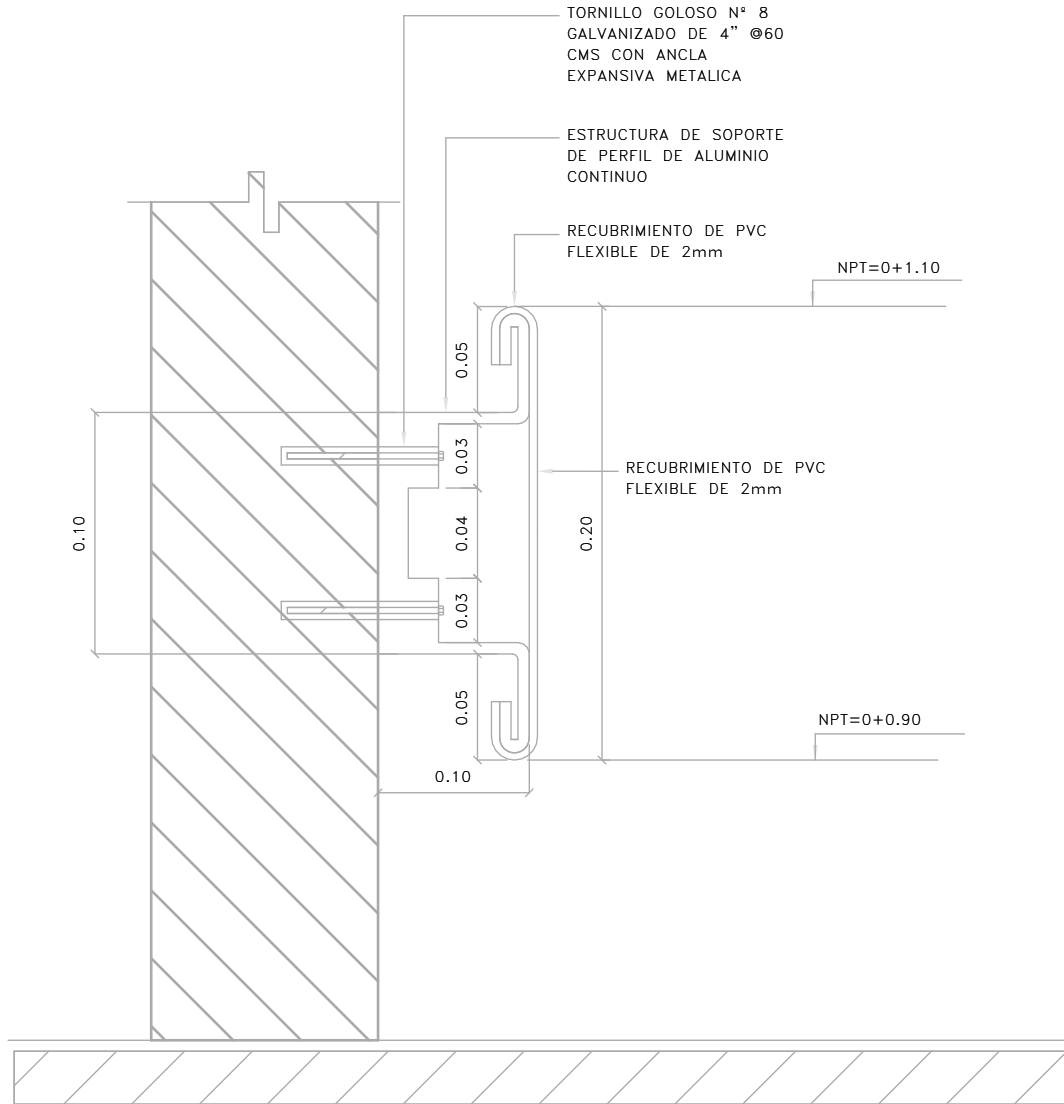 TORNILLO GOLOSO Nº 8
GALVANIZADO DE 4” @60
CMS CON ANCLA
EXPANSIVA METALICA
ESTRUCTURA DE SOPORTE
DE PERFIL DE ALUMINIO
CONTINUO
RECUBRIMIENTO DE PVC
FLEXIBLE DE 2mm
NPT=0+1.10
0.05
0.03
RECUBRIMIENTO DE PVC
FLEXIBLE DE 2mm
0.10
0.04
0.20
0.03
0.05
NPT=0+0.90
0.10